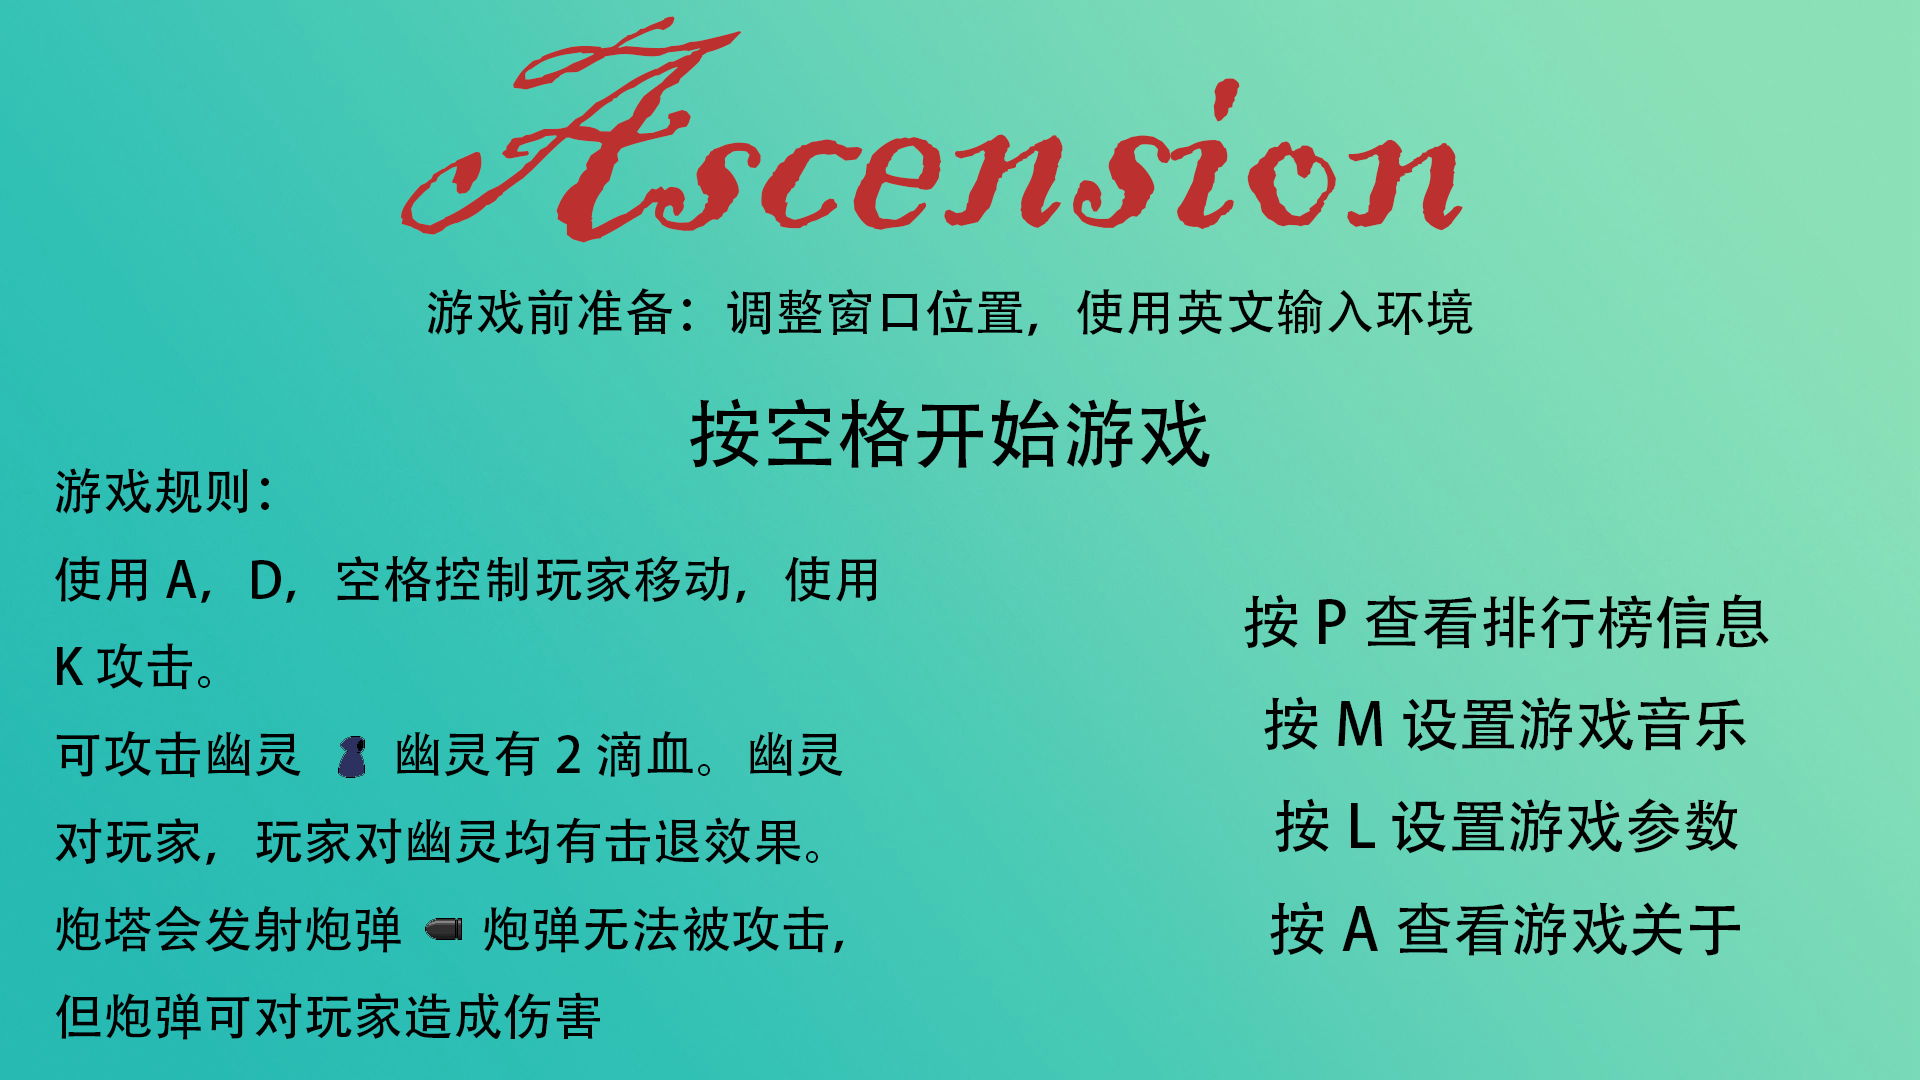 Ascension
游戏前准备：调整窗口位置，使用英文输入环境
按空格开始游戏
游戏规则：
使用 A，D，空格控制玩家移动，使用
K 攻击。
可攻击幽灵 幽灵有 2 滴血。幽灵
对玩家，玩家对幽灵均有击退效果。
炮塔会发射炮弹 炮弹无法被攻击，
但炮弹可对玩家造成伤害
按 P 查看排行榜信息
按 M 设置游戏音乐
按 L 设置游戏参数
按 A 查看游戏关于